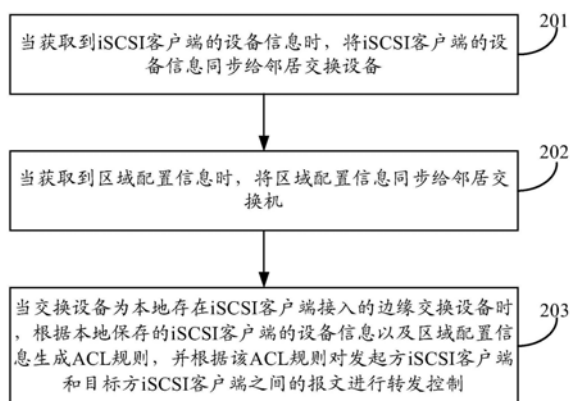 201
当获取到iSCSI客户端的设备信息时，将iSCSI客户端的设
备信息同步给邻居交换设备
202
当获取到区域配置信息时，将区域配置信息同步给邻居交
换机
203
当交换设备为本地存在iSCSI客户端接入的边缘交换设备时
，根据本地保存的iSCSI客户端的设备信息以及区域配置信
息生成ACL规则，并根据该ACL规则对发起方iSCSI客户端
和目标方iSCSI客户端之间的报文进行转发控制